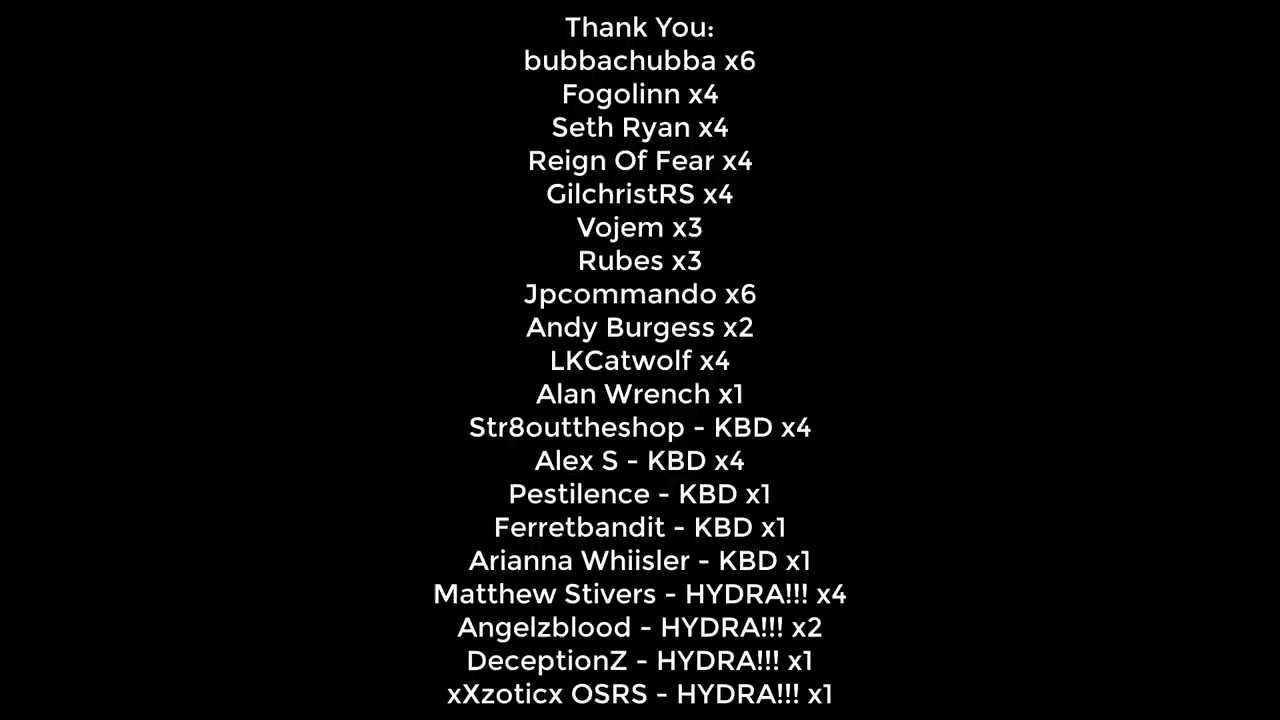 Thank You:
bubbachubba x6
Fogolinn x4
Seth Ryan x4
Reign Of Fear x4
GilchristRS x4
Vojem x3
Rubes x3
Jpcommando x6
Andy Burgess x2
LKCatwolf x4
Alan Wrench x1
Str8outtheshop - KBD x4
Alex S - KBD x4
Pestilence - KBD x1
Ferretbandit - KBD x1
Arianna Whiisler - KBD x1
Matthew Stivers - HYDRA!!! x4
Angelzblood - HYDRA!!! x2
DeceptionZ - HYDRA!!! x1
xXzoticx OSRS - HYDRA!!! x1